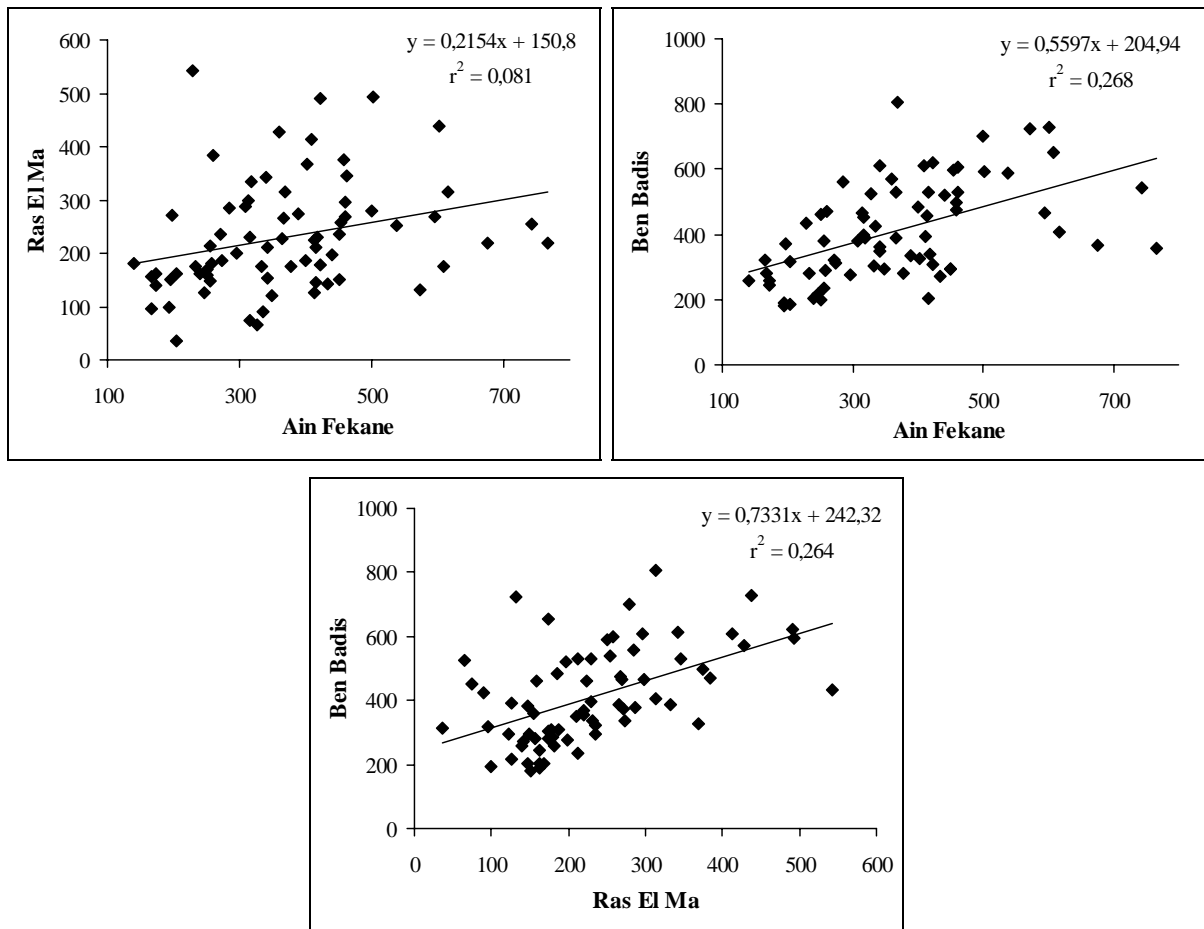 y = 0,2154x + 150,8
r² = 0,081
600
500
400
300
200
100
0
Ras El Ma
100
300
500
700
Ain Fekane
y = 0,5597x + 204,94
r² = 0,268
1000
800
600
400
200
0
Ben Badis
100
300
500
700
Ain Fekane
y = 0,7331x + 242,32
r² = 0,264
1000
800
600
400
200
0
Ben Badis
0
100
200
300
400
500
600
Ras El Ma